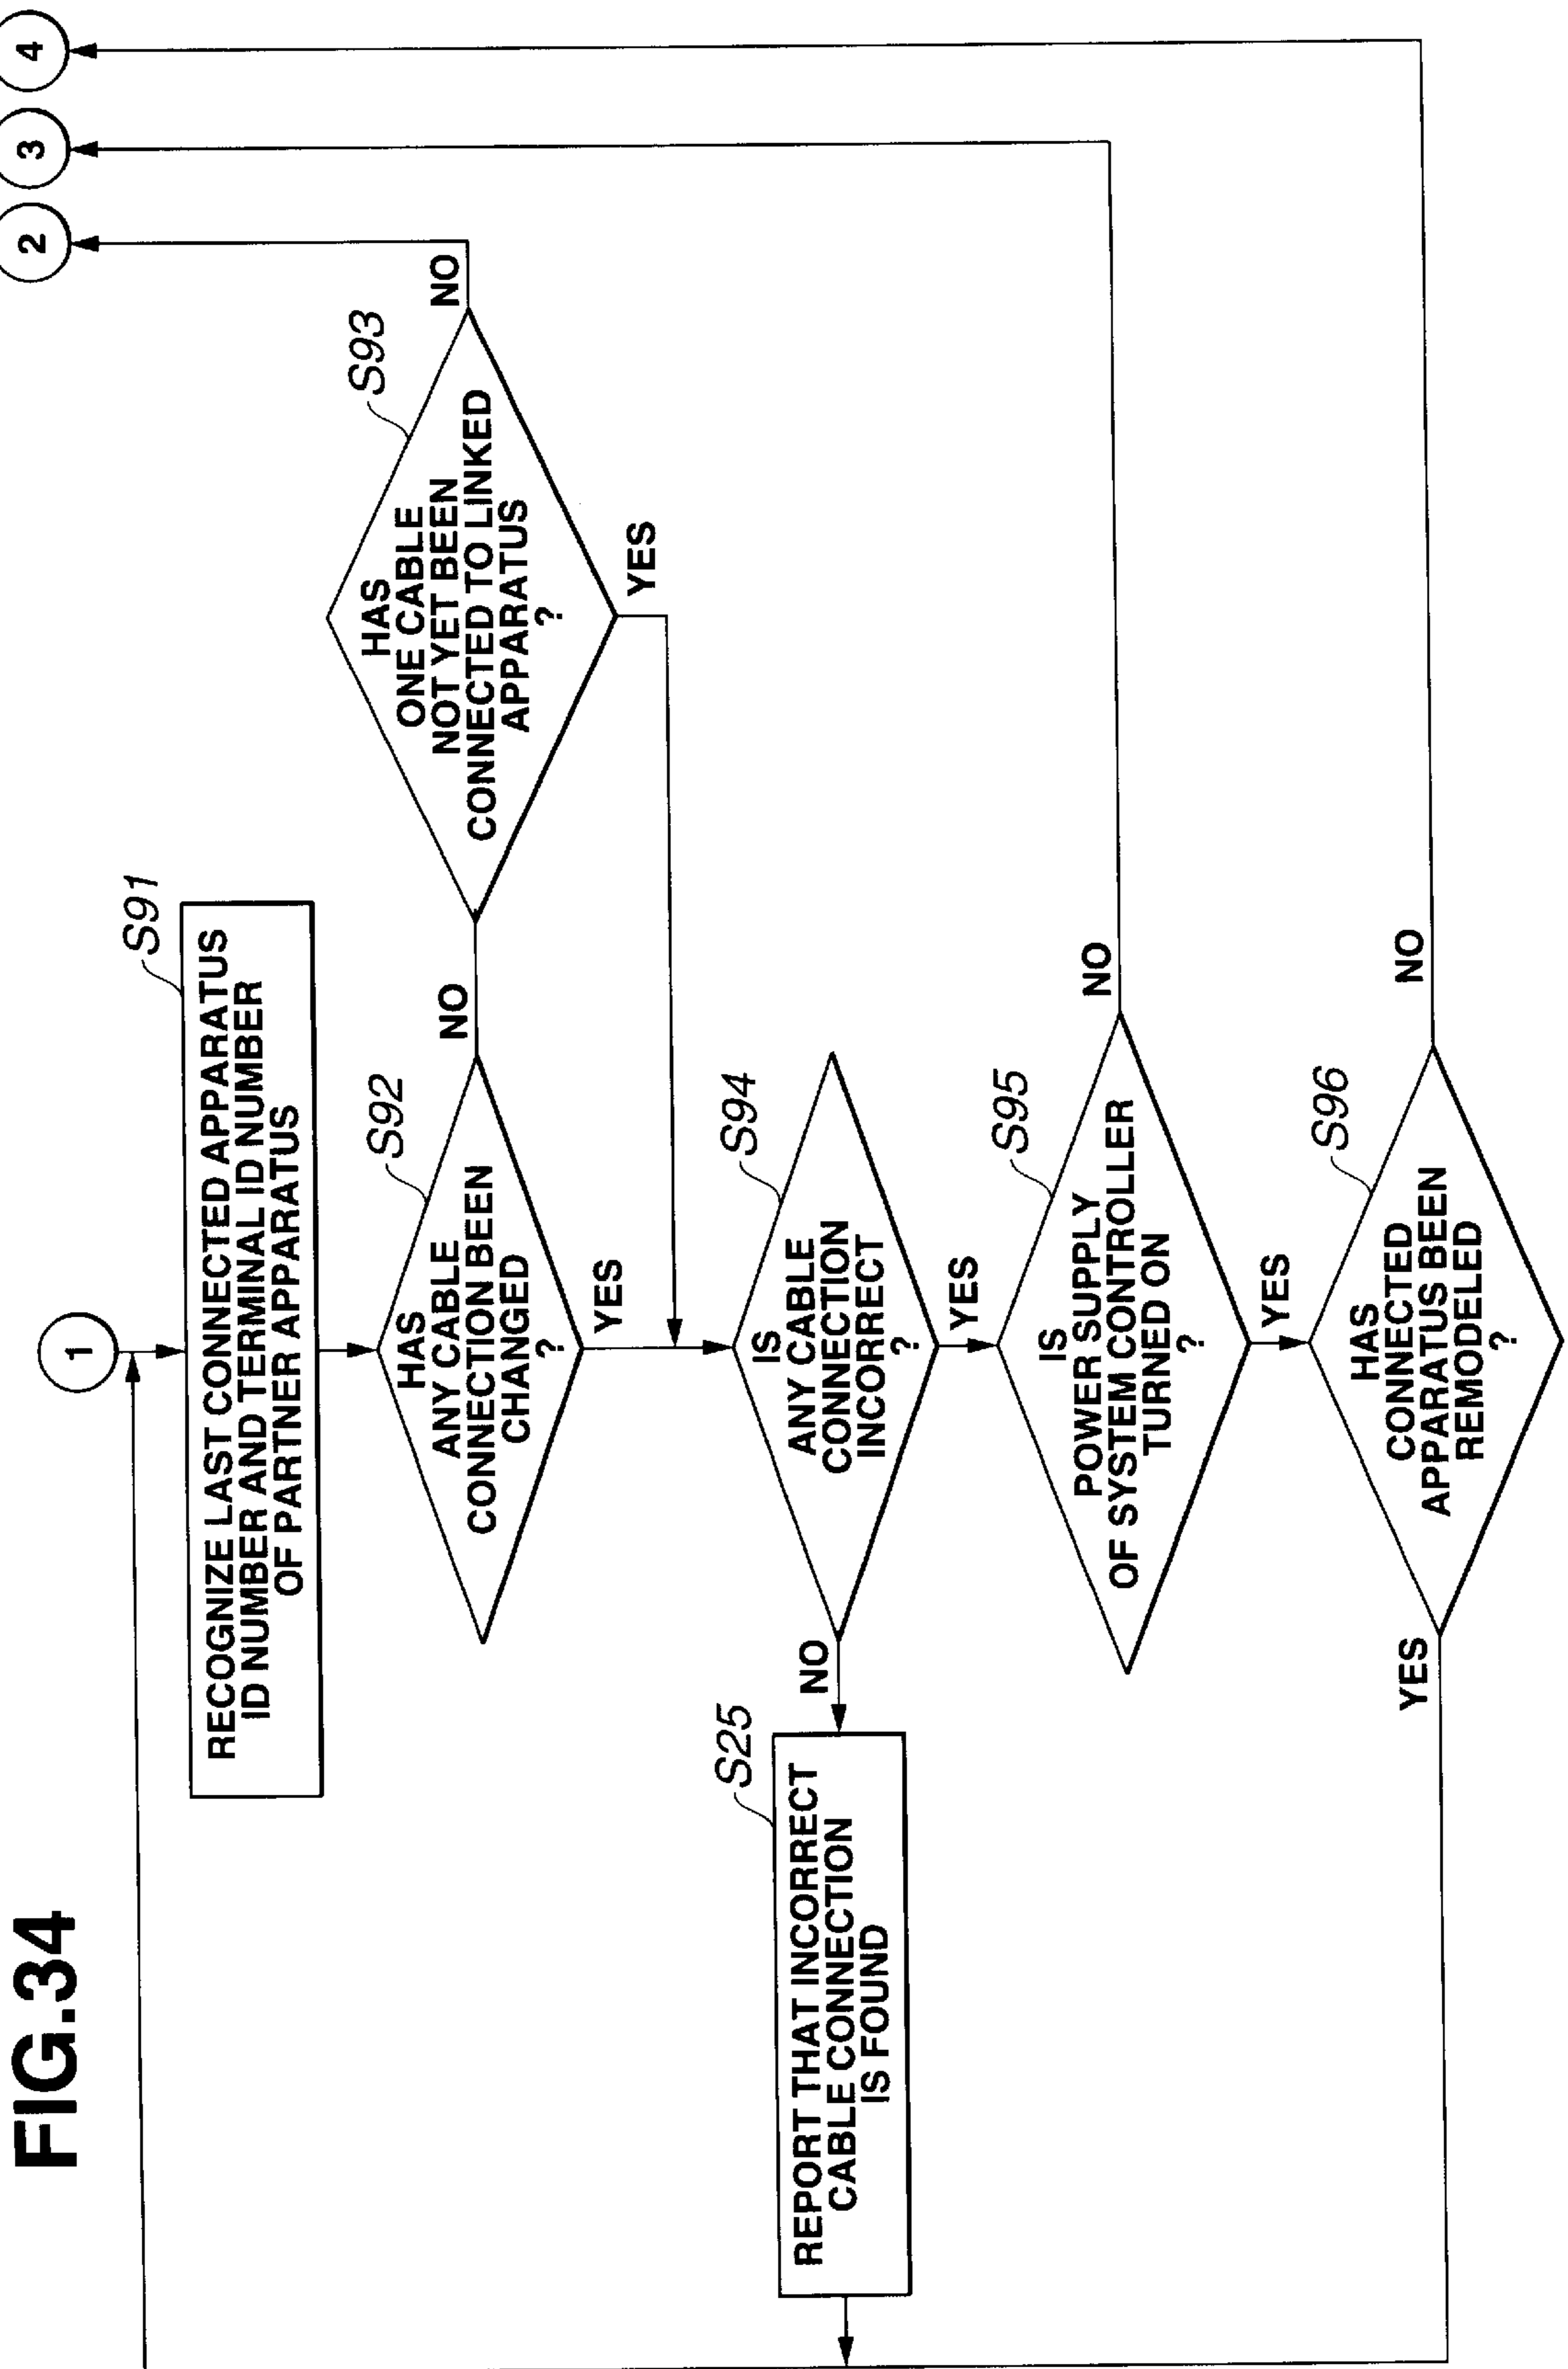 FIG.34
1
S91
RECOGNIZE LAST CONNECTED APPARATUS
ID NUMBER AND TERMINAL ID NUMBER
OF PARTNER APPARATUS
S92
HAS
ANY CABLE
CONNECTION BEEN
CHANGED
?
NO
YES
S93
HAS
ONE CABLE
NOT YET BEEN
CONNECTED TO LINKED
APPARATUS
?
NO
YES
2
3
4
S94
IS
ANY CABLE
CONNECTION
INCORRECT
?
NO
YES
S25
REPORT THAT INCORRECT
CABLE CONNECTION
IS FOUND
S95
IS
POWER SUPPLY
OF SYSTEM CONTROLLER
TURNED ON
?
NO
YES
S96
HAS
CONNECTED
APPARATUS BEEN
REMODELED
?
YES
NO